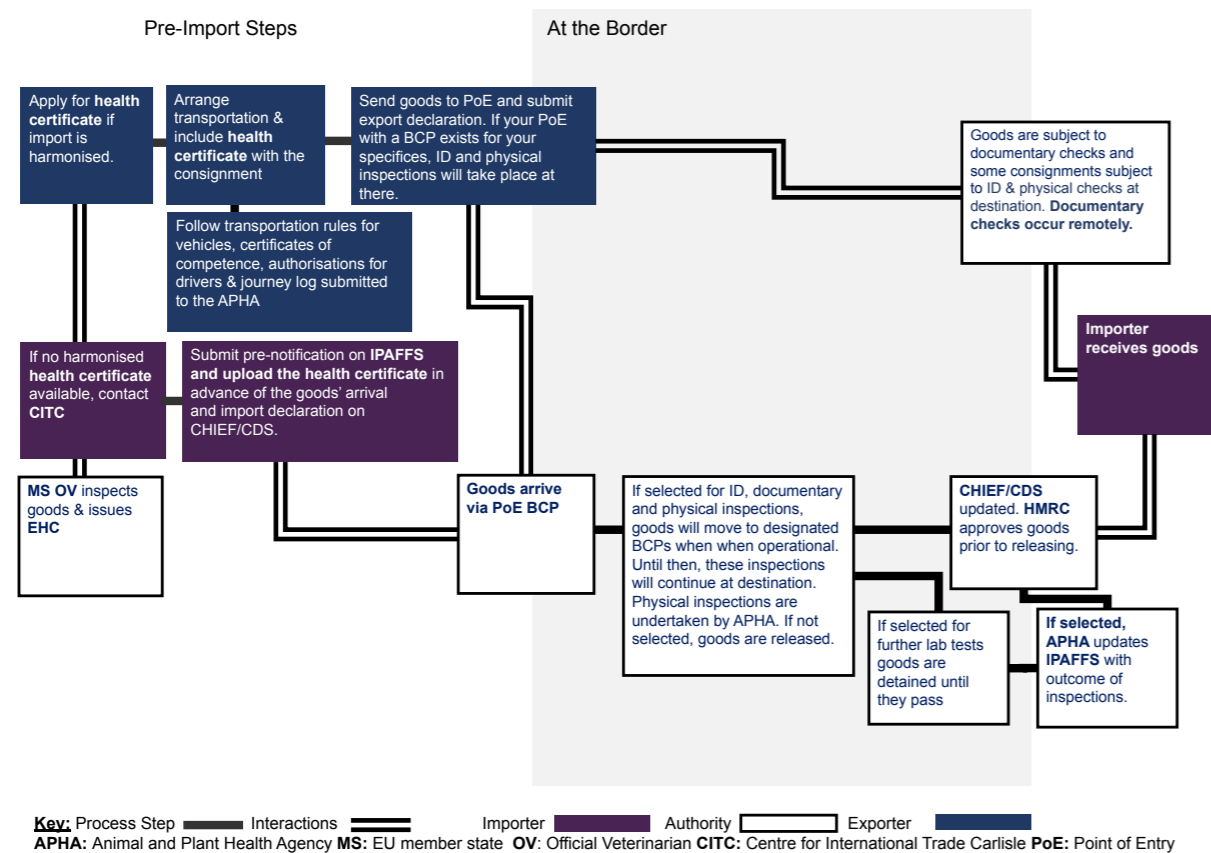 Pre-Import Steps
At the Border
Apply for health
certificate if
import is
harmonised.
Arrange
transportation &
include health
certificate with the
consignment
Send goods to PoE and submit
export declaration. If your PoE
with a BCP exists for your
specifices, ID and physical
inspections will take place at
there.
Goods are subject to
documentary checks and
some consignments subject
to ID & physical checks at
destination. Documentary
checks occur remotely.
Follow transportation rules for
vehicles, certificates of
competence, authorisations for
drivers & journey log submitted
to the APHA
Importer
receives goods
If no harmonised
health certificate
available, contact
CITC
Submit pre-notification on IPAFFS
and upload the health certificate in
advance of the goods' arrival
and import declaration on
CHIEF/CDS.
MS OV inspects
goods & issues
EHC
Goods arrive
via PoE BCP
If selected for ID, documentary
and physical inspections,
goods will move to designated
BCPs when when operational.
Until then, these inspections
will continue at destination.
Physical inspections are
undertaken by APHA. If not
selected, goods are released.
CHIEF/CDS
updated. HMRC
approves goods
prior to releasing.
If selected for
further lab tests
goods are
detained until
they pass
If selected,
APHA updates
IPAFFS with
outcome of
inspections.
Key: Process Step Interactions Importer Authority Exporter
APHA: Animal and Plant Health Agency MS: EU member state OV: Official Veterinarian CITC: Centre for International Trade Carlisle PoE: Point of Entry